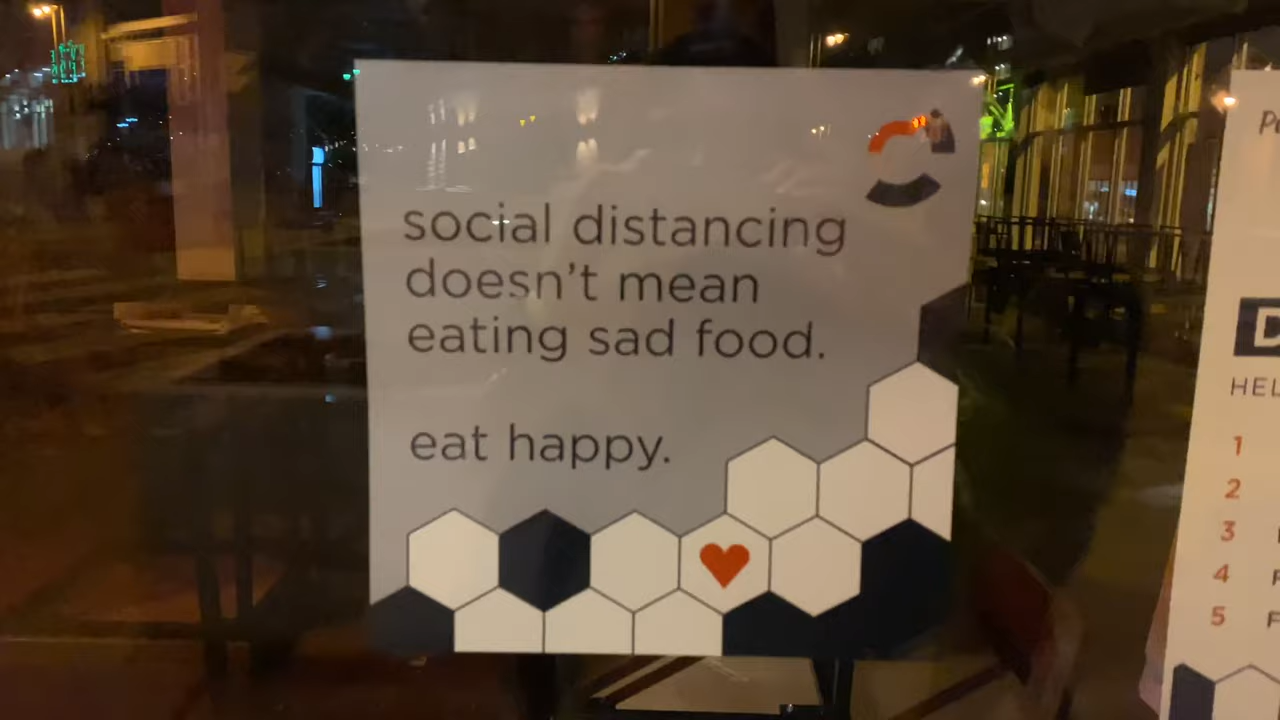 social distancing
doesn't mean
eating sad food.
eat happy.
HEL
1
2
3
4
5